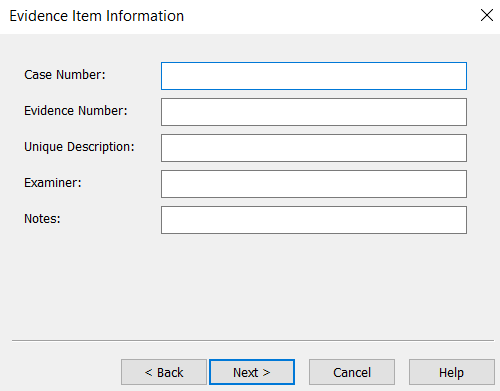 Evidence Item Information
Case Number:
Evidence Number:
Unique Description:
Examiner:
Notes:
< Back Next > Cancel Help